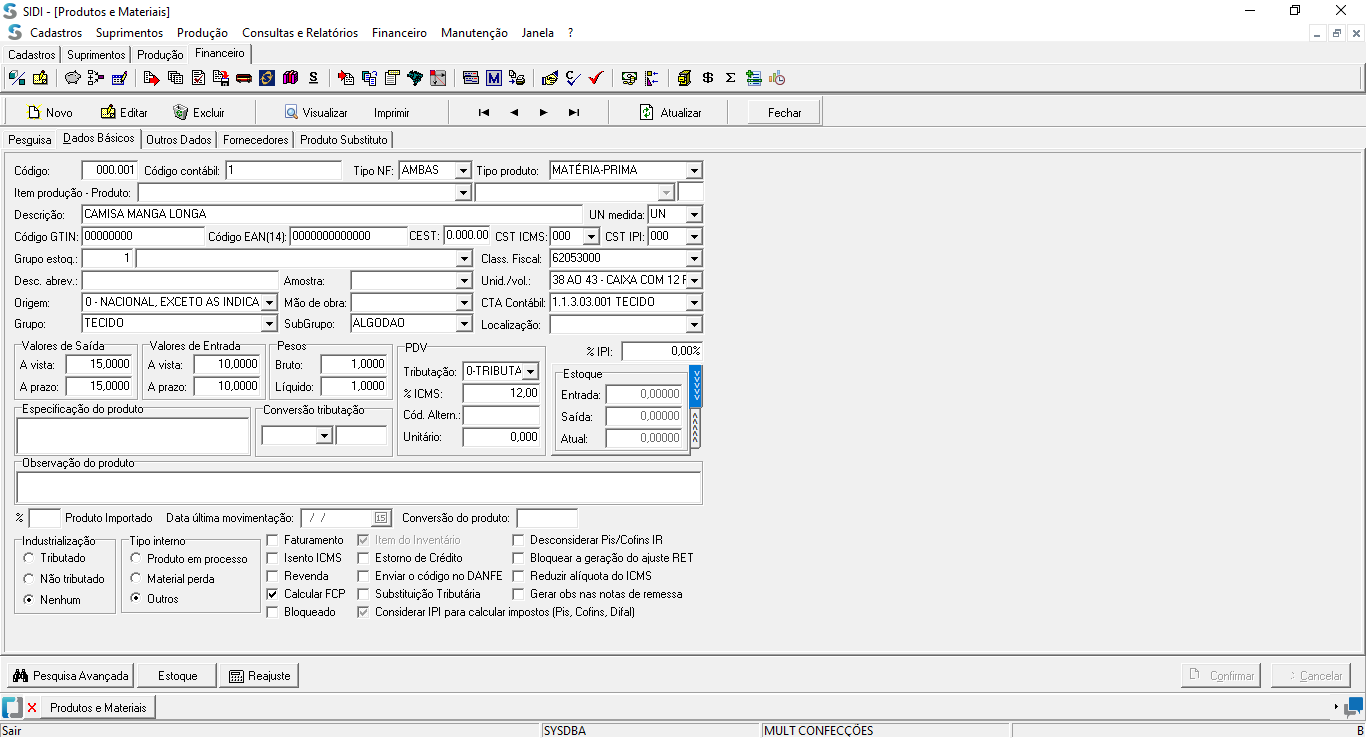 SIDI - [Produtos e Materiais]
Cadastros Suprimentos Produção Consultas e Relatórios Financeiro Manutenção Janela ?
Cadastros Suprimentos Produção Financeiro
Novo Editar Excluir Visualizar Imprimir Atualizar Fechar
Pesquisa Dados Básicos Outros Dados Fornecedores Produto Substituto
Código: 000.001 Código contábil: 1 Tipo NF: AMBAS Tipo produto: MATÉRIA-PRIMA
Item produção - Produto:
Descrição: CAMISA MANGA LONGA UN medida: UN
Código GTIN: 00000000 Código EAN(14): 0000000000000 CEST: 0.000.00 CST ICMS: 000 CST IPI: 000
Grupo estoq.: 1 Class. Fiscal: 62053000
Desc. abrev.: Amostra: Unid./vol.: 38 AO 43 - CAIXA COM 12 F
Origem: 0 - NACIONAL, EXCETO AS INDICA Mão de obra: CTA Contábil: 1.1.3.03.001 TECIDO
Grupo: TECIDO SubGrupo: ALGODAO Localização:
Valores de Saída Valores de Entrada Pesos PDV % IPI: 0,00%
A vista: 15,0000 A vista: 10,0000 Bruto: 1,0000 Tributação: 0-TRIBUTA Estoque
A prazo: 15,0000 A prazo: 10,0000 Líquido: 1,0000 % ICMS: 12,00 Entrada: 0,00000
Especificação do produto Conversão tributação Cód. Altern.: Saída: 0,00000
Unitário: 0,000 Atual: 0,00000
Observação do produto
% Produto Importado Data última movimentação: / / 15 Conversão do produto:
Industrialização Tipo interno Faturamento Item do Inventário Desconsiderar Pis/Cofins IR
Tributado Produto em processo Isento ICMS Estorno de Crédito Bloquear a geração do ajuste RET
Não tributado Material perda Revenda Enviar o código no DANFE Reduzir alíquota do ICMS
Nenhum Outros Calcular FCP Substituição Tributária Gerar obs nas notas de remessa
Bloqueado Considerar IPI para calcular impostos (Pis, Cofins, Difal)
Pesquisa Avançada Estoque Reajuste Confirmar Cancelar
Produtos e Materiais
Sair SYSDBA MULT CONFECÇÕES B